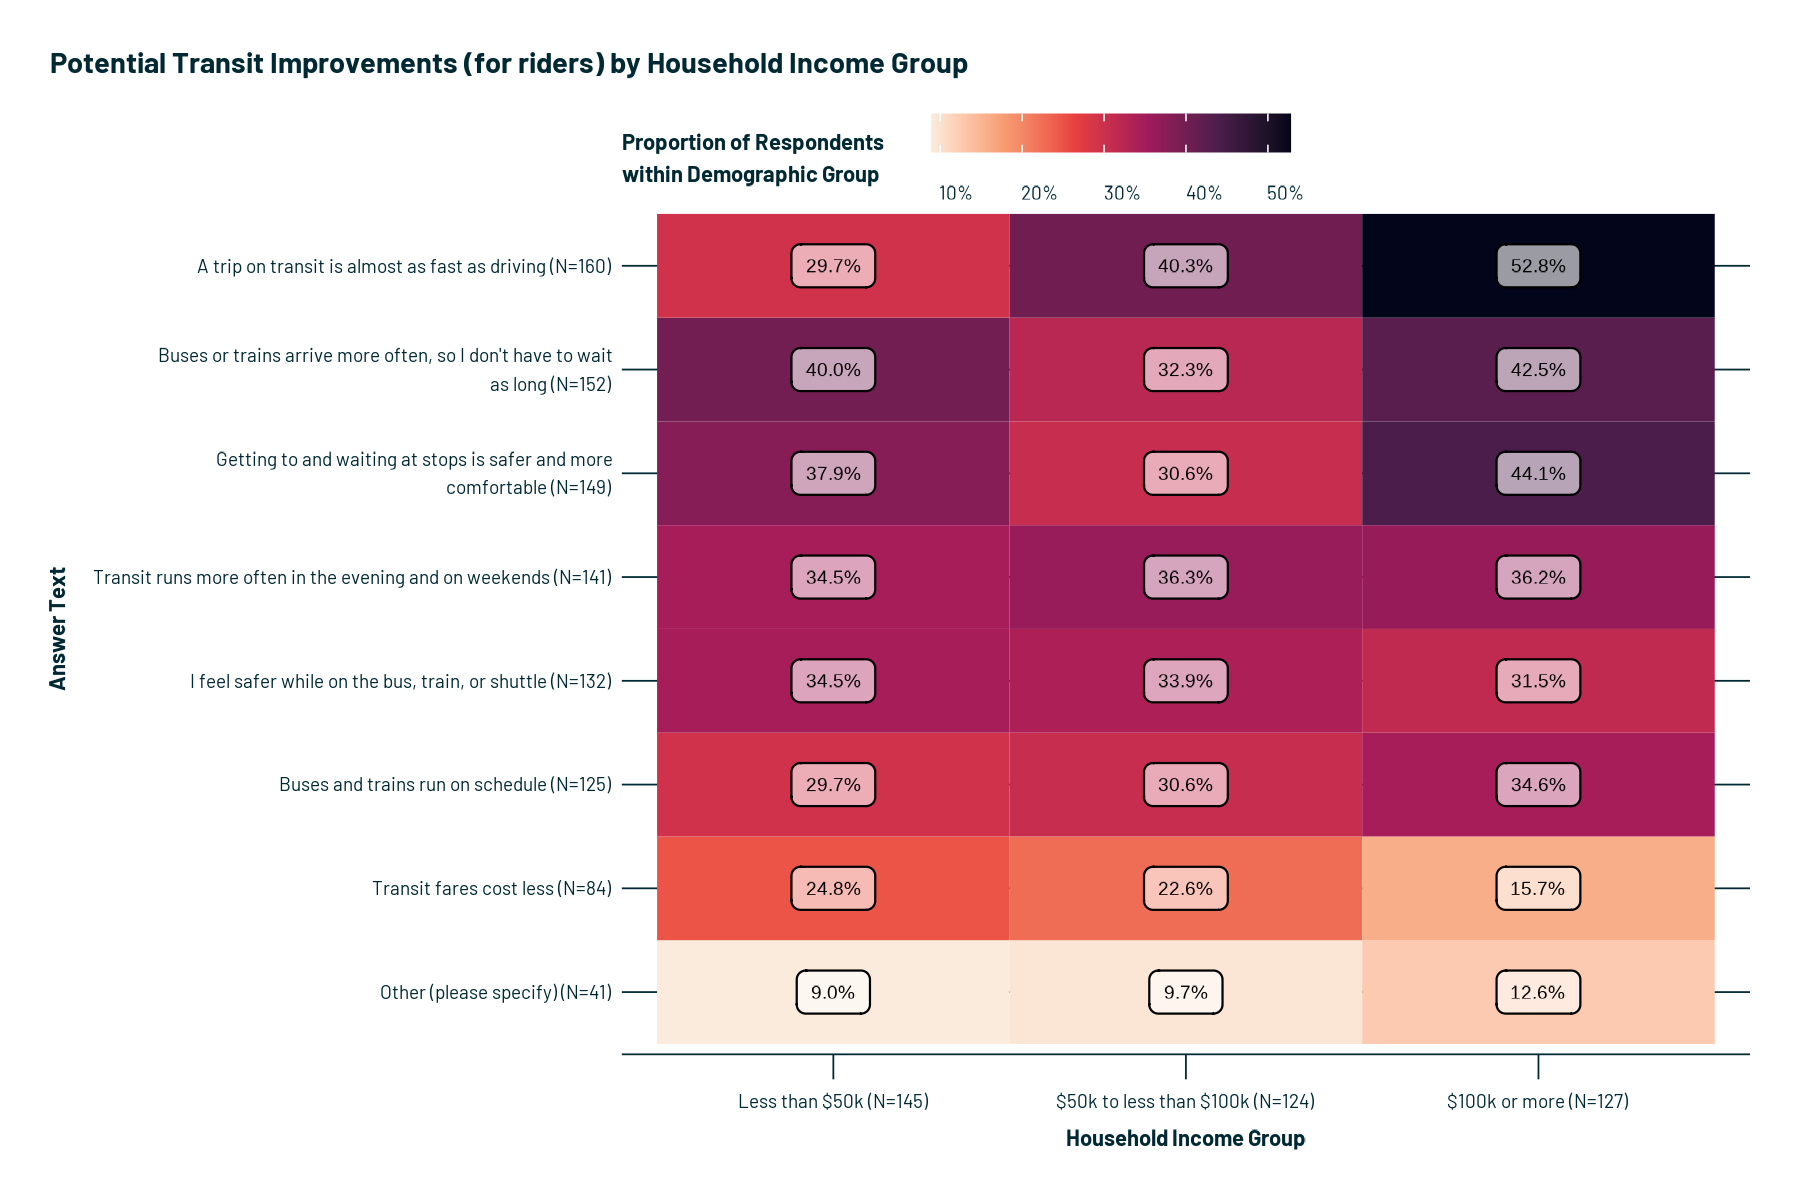 Potential Transit Improvements (for riders) by Household Income Group
Proportion of Respondents
within Demographic Group
10% 20% 30% 40% 50%
A trip on transit is almost as fast as driving (N=160) 29.7% 40.3% 52.8%
Buses or trains arrive more often, so I don't have to wait
as long (N=152) 40.0% 32.3% 42.5%
Getting to and waiting at stops is safer and more
comfortable (N=149) 37.9% 30.6% 44.1%
Transit runs more often in the evening and on weekends (N=141) 34.5% 36.3% 36.2%
I feel safer while on the bus, train, or shuttle (N=132) 34.5% 33.9% 31.5%
Buses and trains run on schedule (N=125) 29.7% 30.6% 34.6%
Transit fares cost less (N=84) 24.8% 22.6% 15.7%
Other (please specify) (N=41) 9.0% 9.7% 12.6%
Answer Text
Less than $50k (N=145) $50k to less than $100k (N=124) $100k or more (N=127)
Household Income Group